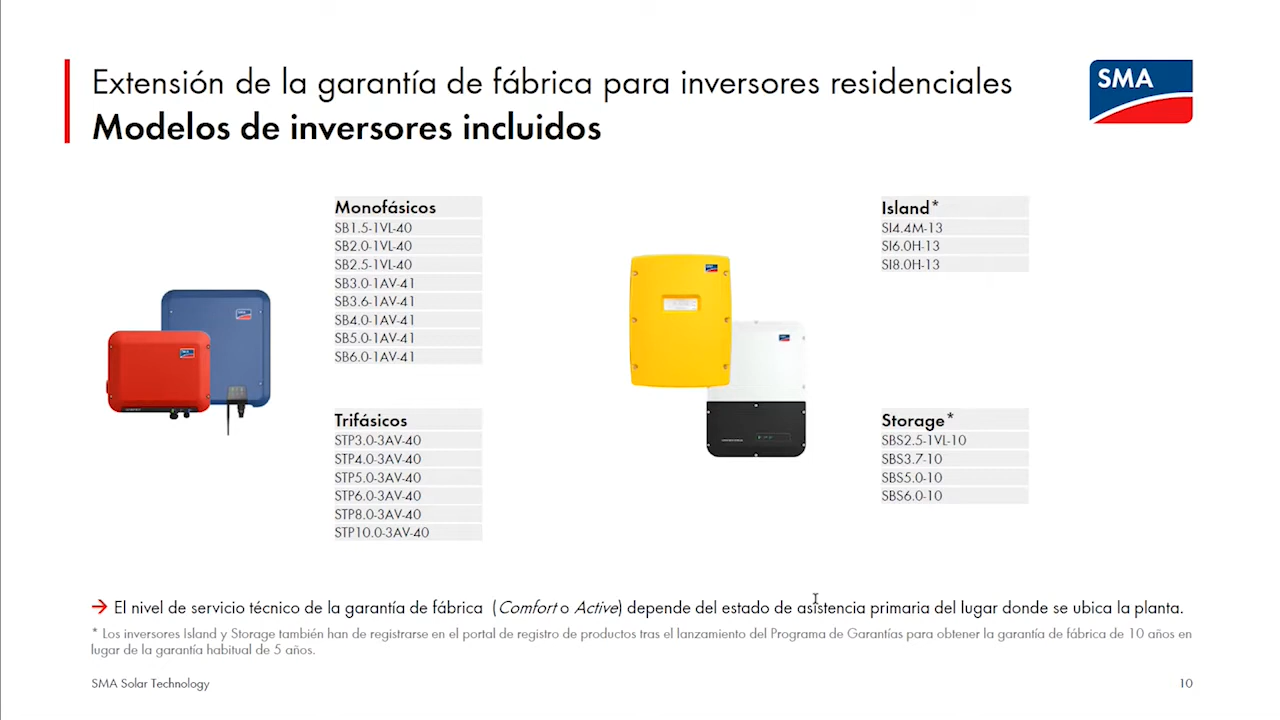 Extensión de la garantía de fábrica para inversores residenciales
Modelos de inversores incluidos
SMA
Monofásicos
SB1.5-1VL-40
SB2.0-1VL-40
SB2.5-1VL-40
SB3.0-1AV-41
SB3.6-1AV-41
SB4.0-1AV-41
SB5.0-1AV-41
SB6.0-1AV-41
Trifásicos
STP3.0-3AV-40
STP4.0-3AV-40
STP5.0-3AV-40
STP6.0-3AV-40
STP8.0-3AV-40
STP10.0-3AV-40
Island*
SI4.4M-13
SI6.0H-13
SI8.0H-13
Storage*
SBS2.5-1VL-10
SBS3.7-10
SBS5.0-10
SBS6.0-10
→ El nivel de servicio técnico de la garantía de fábrica (Comfort o Active) depende del estado de asistencia primaria del lugar donde se ubica la planta.
* Los inversores Island y Storage también han de registrarse en el portal de registro de productos tras el lanzamiento del Programa de Garantías para obtener la garantía de fábrica de 10 años en
lugar de la garantía habitual de 5 años.
SMA Solar Technology
10